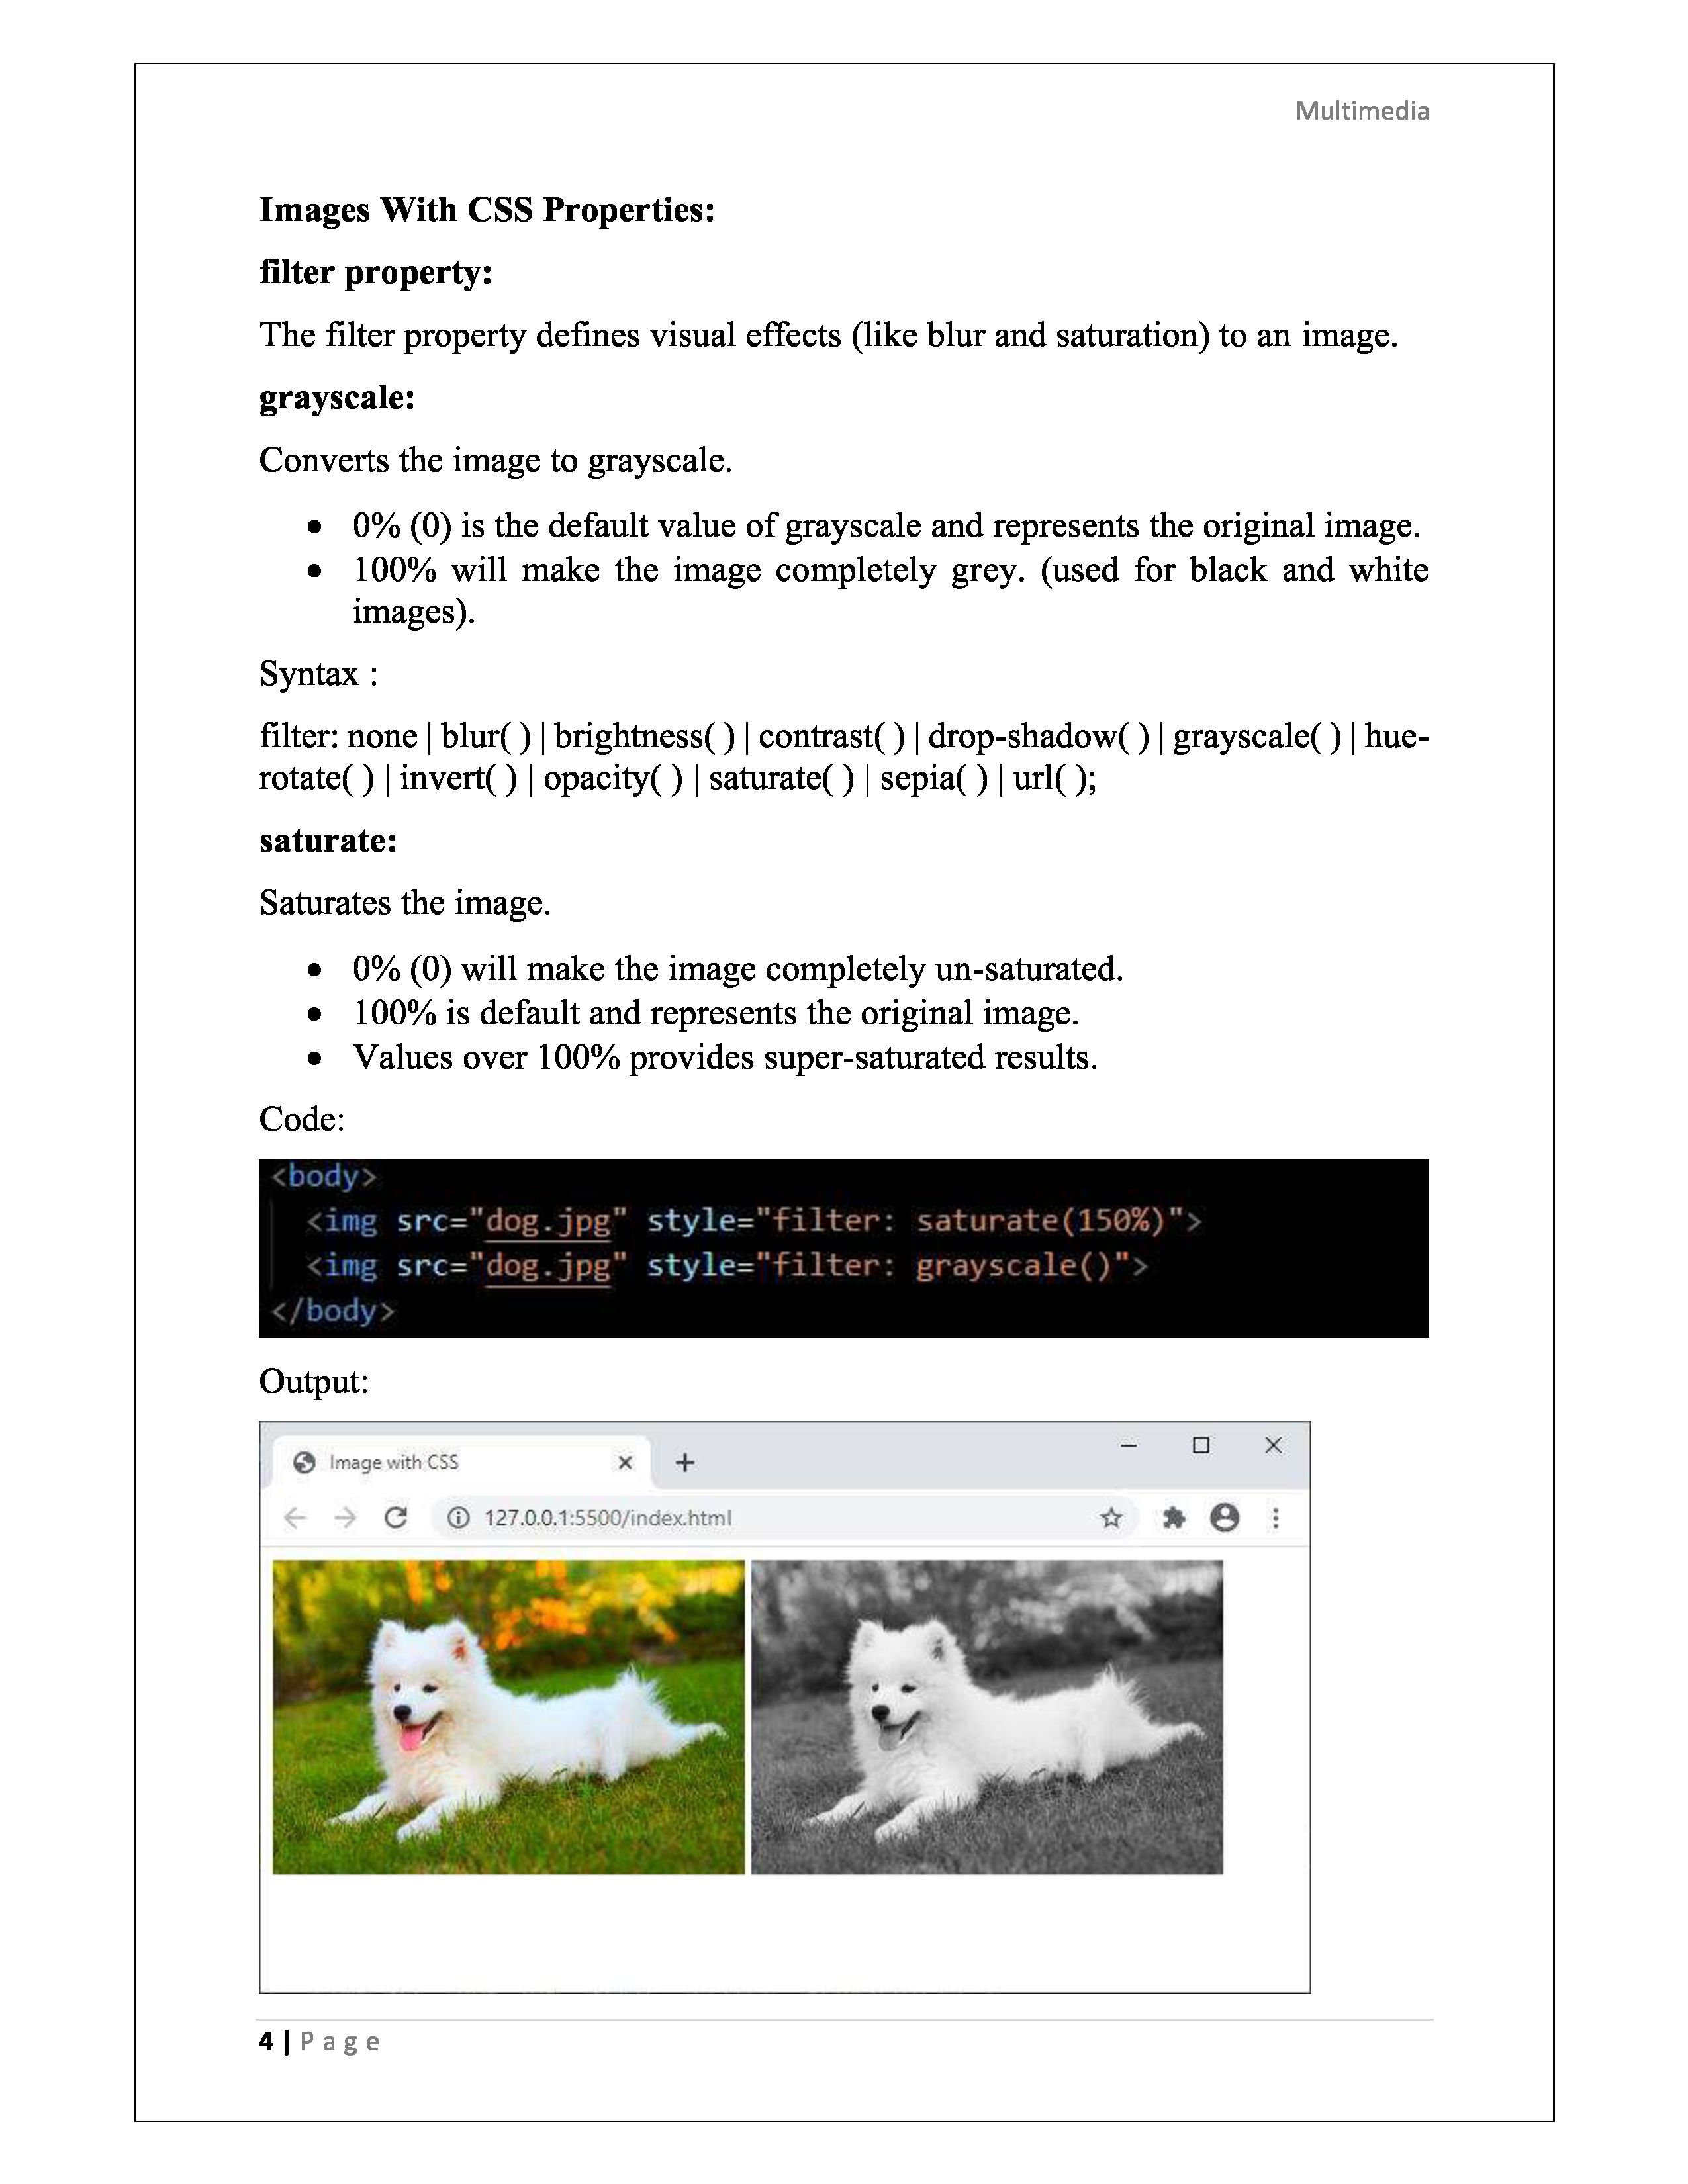 Multimedia
Images With CSS Properties:
filter property:
The filter property defines visual effects (like blur and saturation) to an image.
grayscale:
Converts the image to grayscale.
• 0% (0) is the default value of grayscale and represents the original image.
• 100% will make the image completely grey. (used for black and white
images).
Syntax :
filter: none | blur( ) | brightness( ) | contrast( ) | drop-shadow( ) | grayscale( ) | hue-
rotate( ) | invert( ) | opacity( ) | saturate( ) | sepia( ) | url( );
saturate:
Saturates the image.
• 0% (0) will make the image completely un-saturated.
• 100% is default and represents the original image.
• Values over 100% provides super-saturated results.
Code:
<body>
<img src="dog.jpg" style="filter: saturate(150%)">
<img src="dog.jpg" style="filter: grayscale()">
</body>
Output:
Image with CSS
127.0.0.1:5500/index.html
4 | Page